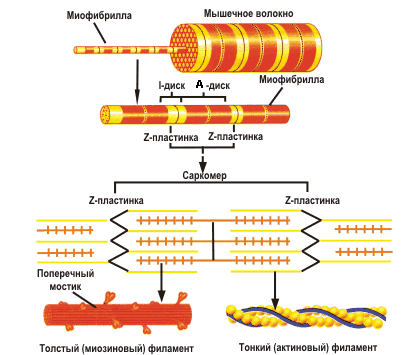 Миофибрилла
Мышечное волокно
I-диск
А -диск
Миофибрилла
Z-пластинка
Z-пластинка
Саркомер
Z-пластинка
Z-пластинка
Поперечный
мостик
Толстый (миозиновый) филамент
Тонкий (актиновый) филамент